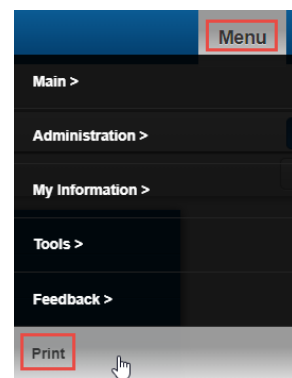 Menu
Main >
Administration >
My Information >
Tools >
Feedback >
Print